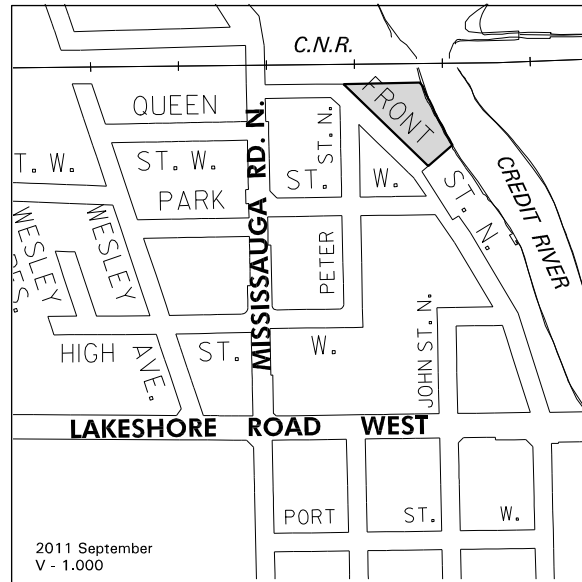 C.N.R.
QUEEN ST. W.
FRONT ST. N.
MISSISSAUGA RD. N.
ST. N.
T. W.
ST. W.
PARK
CREDIT RIVER
WESLEY
WESLEY AVE.
ES.
PETER
JOHN ST. N.
HIGH ST. W.
LAKESHORE ROAD WEST
PORT ST. W.
2011 September
V - 1.000